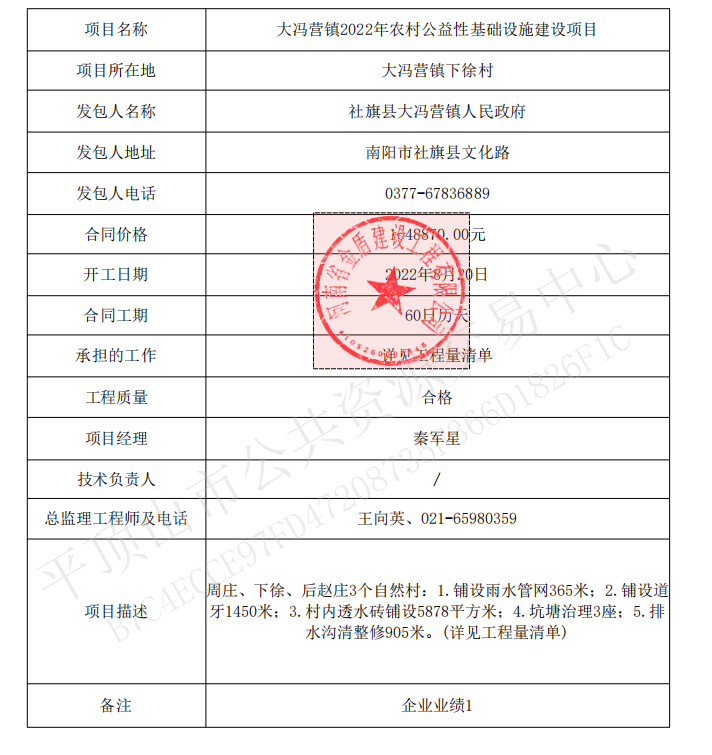 项目名称 大冯营镇2022年农村公益性基础设施建设项目
项目所在地 大冯营镇下徐村
发包人名称 社旗县大冯营镇人民政府
发包人地址 南阳市社旗县文化路
发包人电话 0377-67836889
合同价格 1648870.00元
开工日期 2022年8月20日
合同工期 60日历天
承担的工作 详见工程量清单
工程质量 合格
项目经理 秦军星
技术负责人 /
总监理工程师及电话 王向英、021-65980359
项目描述 周庄、下徐、后赵庄3个自然村：1.铺设雨水管网365米；2.铺设道
牙1450米；3.村内透水砖铺设5878平方米；4.坑塘治理3座；5.排
水沟清整修905米。(详见工程量清单)
备注 企业业绩1
河南省金盾建设工程有限公司
平顶山市公共资源交易中心